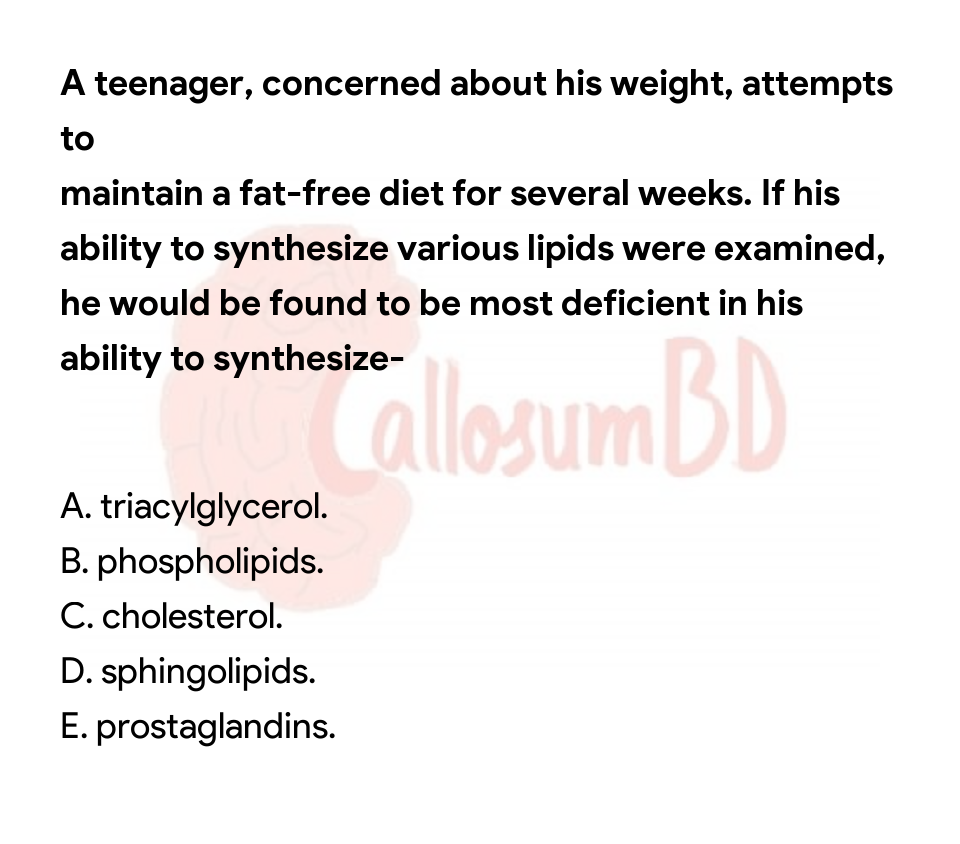 A teenager, concerned about his weight, attempts
to
maintain a fat-free diet for several weeks. If his
ability to synthesize various lipids were examined,
he would be found to be most deficient in his
ability to synthesize-
CallosumBD
A. triacylglycerol.
B. phospholipids.
C. cholesterol.
D. sphingolipids.
E. prostaglandins.